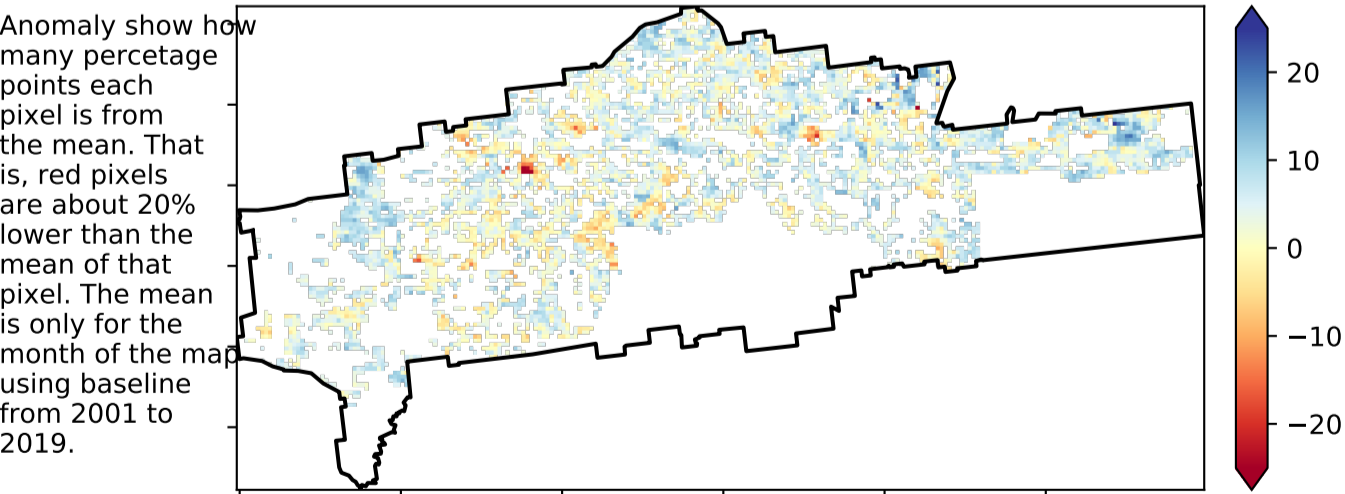 Anomaly show how
many percetage
points each
pixel is from
the mean. That
is, red pixels
are about 20%
lower than the
mean of that
pixel. The mean
is only for the
month of the map
using baseline
from 2001 to
2019.
20
10
0
−10
−20